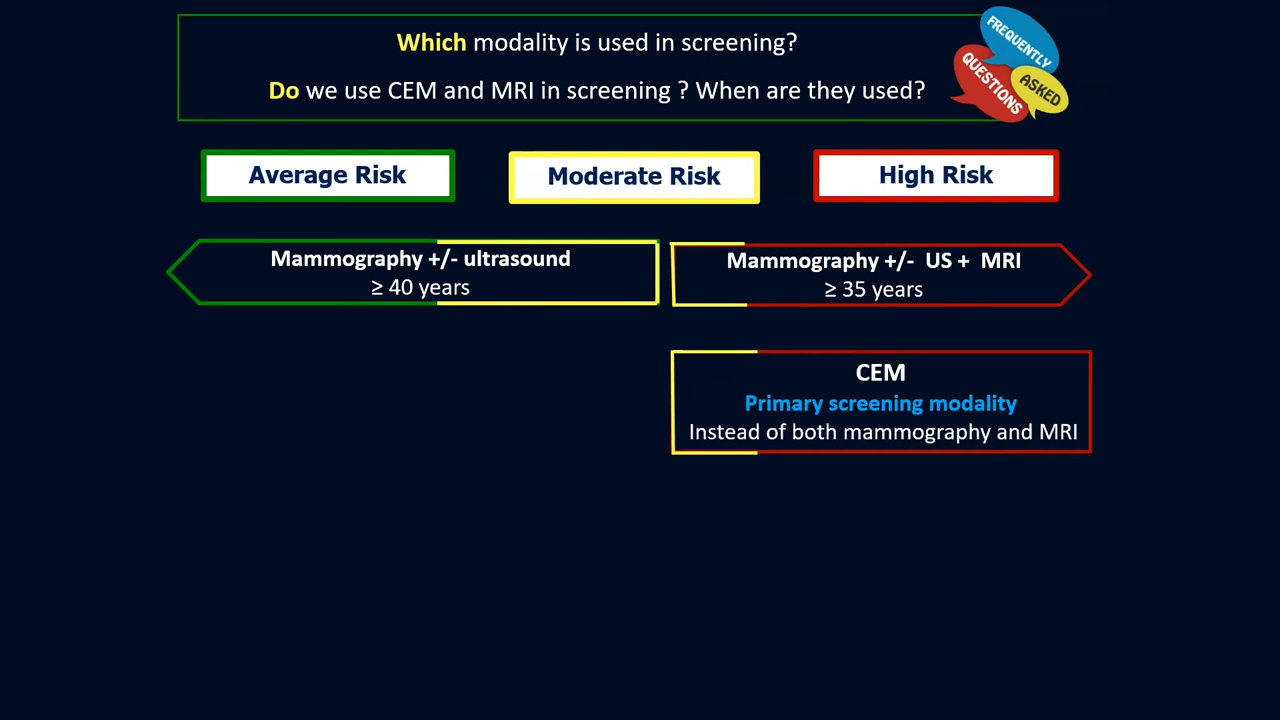 Which modality is used in screening?
Do we use CEM and MRI in screening ? When are they used?
FREQUENTLY
ASKED
QUESTIONS
Average Risk
Moderate Risk
High Risk
Mammography +/- ultrasound
≥ 40 years
Mammography +/- US + MRI
≥ 35 years
CEM
Primary screening modality
Instead of both mammography and MRI